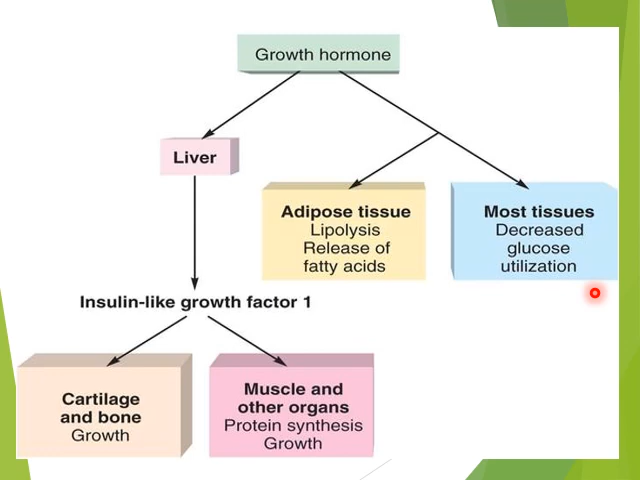 Growth hormone
Liver
Adipose tissue
Lipolysis
Release of
fatty acids
Most tissues
Decreased
glucose
utilization
Insulin-like growth factor 1
Cartilage
and bone
Growth
Muscle and
other organs
Protein synthesis
Growth